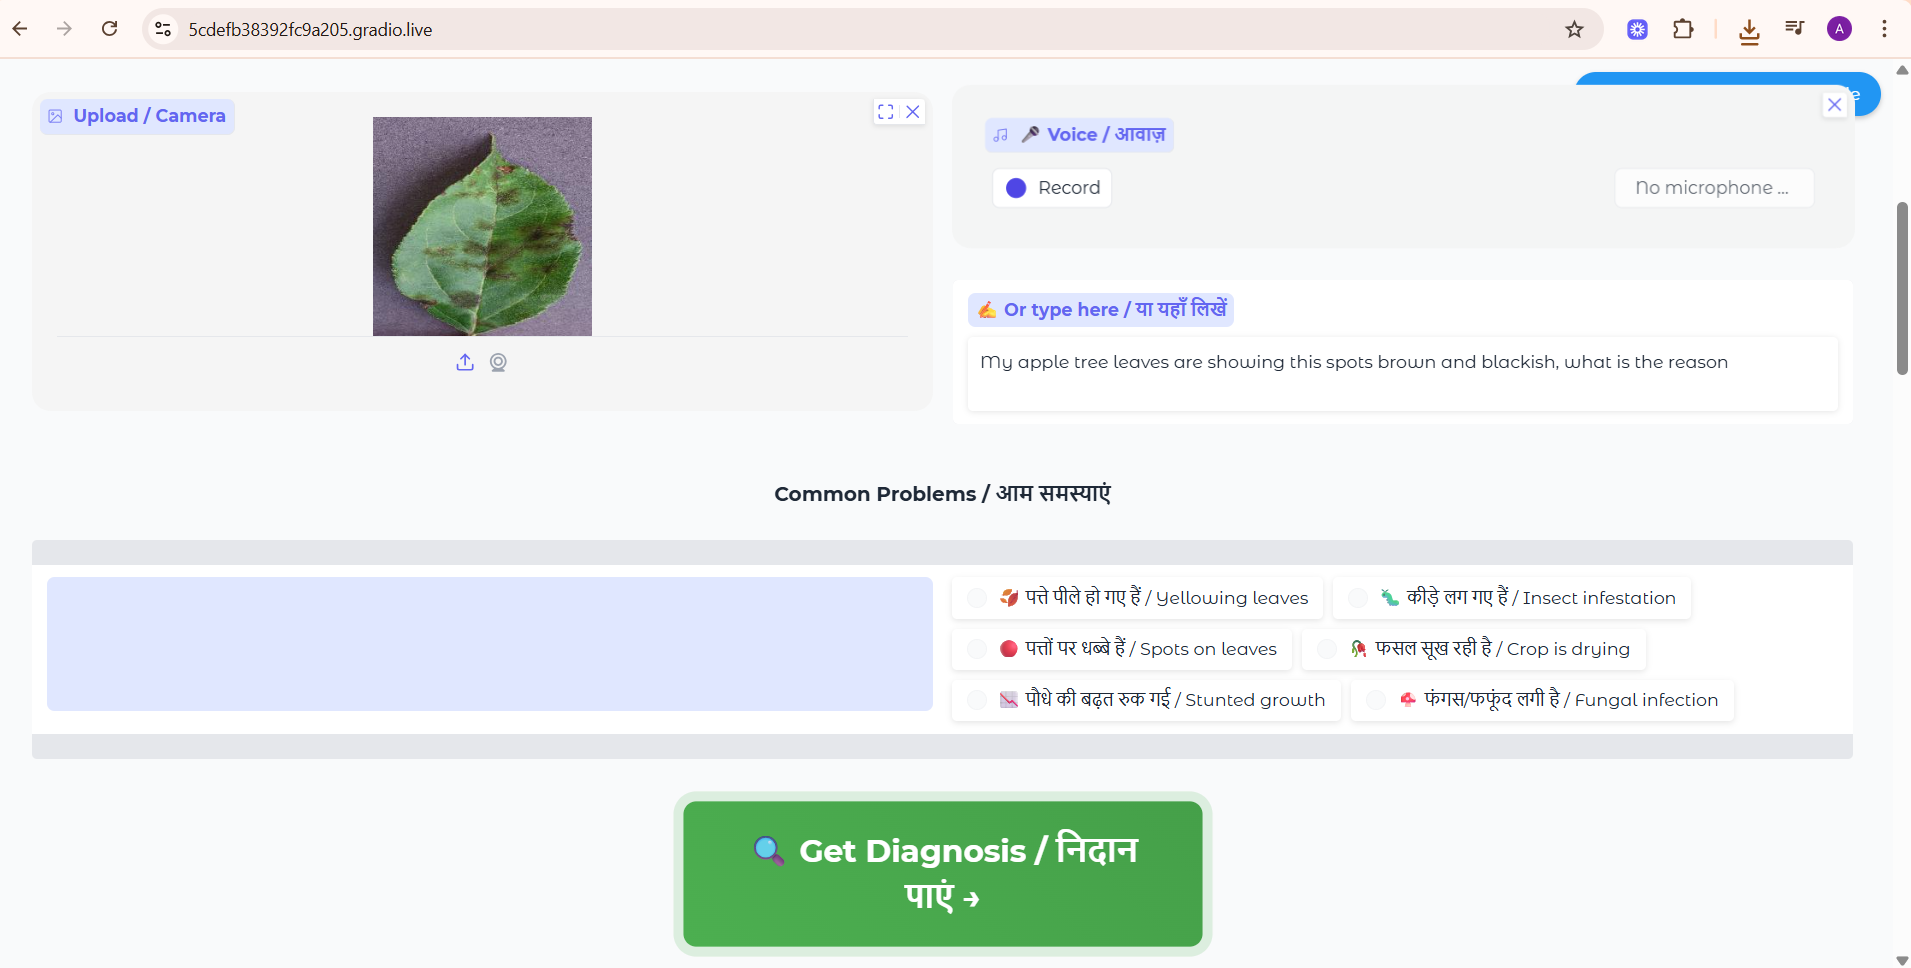 5cdefb38392fc9a205.gradio.live
A
Upload / Camera
🎤 Voice / आवाज़
Record
No microphone ...
✍️ Or type here / या यहाँ लिखें
My apple tree leaves are showing this spots brown and blackish, what is the reason
Common Problems / आम समस्याएं
🍂 पत्ते पीले हो गए हैं / Yellowing leaves
🐛 कीड़े लग गए हैं / Insect infestation
🔴 पत्तों पर धब्बे हैं / Spots on leaves
🥀 फसल सूख रही है / Crop is drying
📉 पौधे की बढ़त रुक गई / Stunted growth
🍄 फंगस/फफूंद लगी है / Fungal infection
🔍 Get Diagnosis / निदान
पाएं →